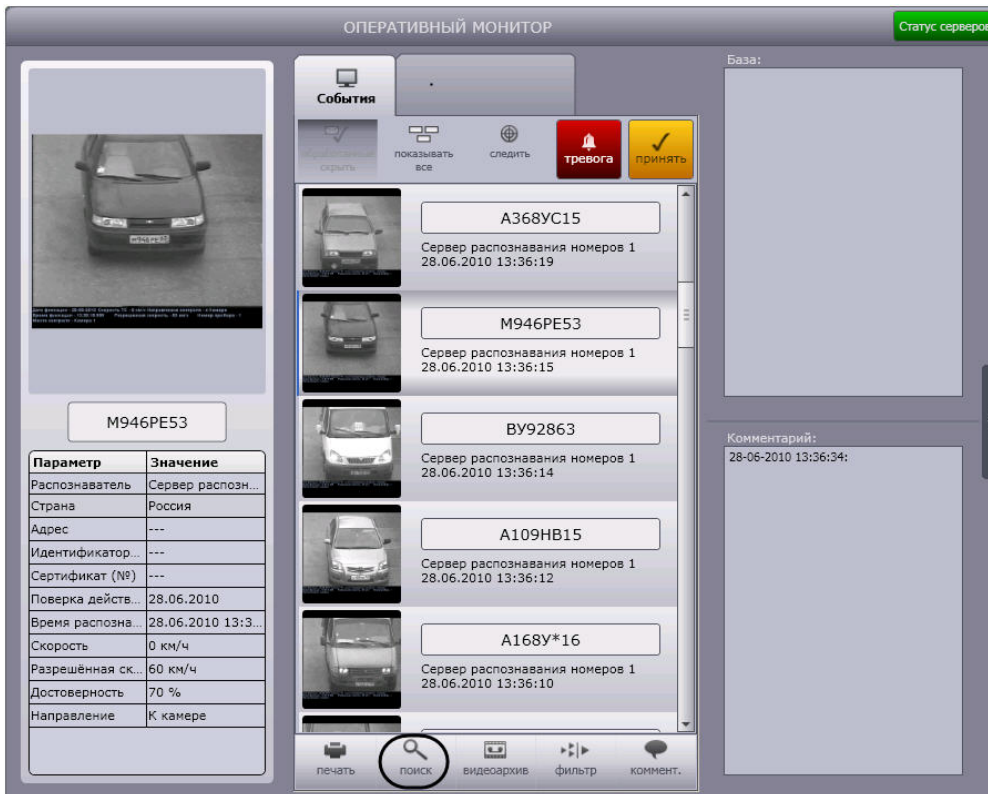 ОПЕРАТИВНЫЙ МОНИТОР
Статус серверов
М946РЕ53
Параметр Значение
Распознаватель Сервер распозн...
Страна Россия
Адрес ---
Идентификатор... ---
Сертификат (№) ---
Поверка действ... 28.06.2010
Время распозна... 28.06.2010 13:3...
Скорость 0 км/ч
Разрешённая ск... 60 км/ч
Достоверность 70 %
Направление К камере
События
скрыть
показывать
все
следить
тревога
принять
А368УС15
Сервер распознавания номеров 1
28.06.2010 13:36:19
М946РЕ53
Сервер распознавания номеров 1
28.06.2010 13:36:15
ВУ92863
Сервер распознавания номеров 1
28.06.2010 13:36:14
А109НВ15
Сервер распознавания номеров 1
28.06.2010 13:36:12
А168У*16
Сервер распознавания номеров 1
28.06.2010 13:36:10
печать
поиск
видеоархив
фильтр
коммент.
База:
Комментарий:
28-06-2010 13:36:34: